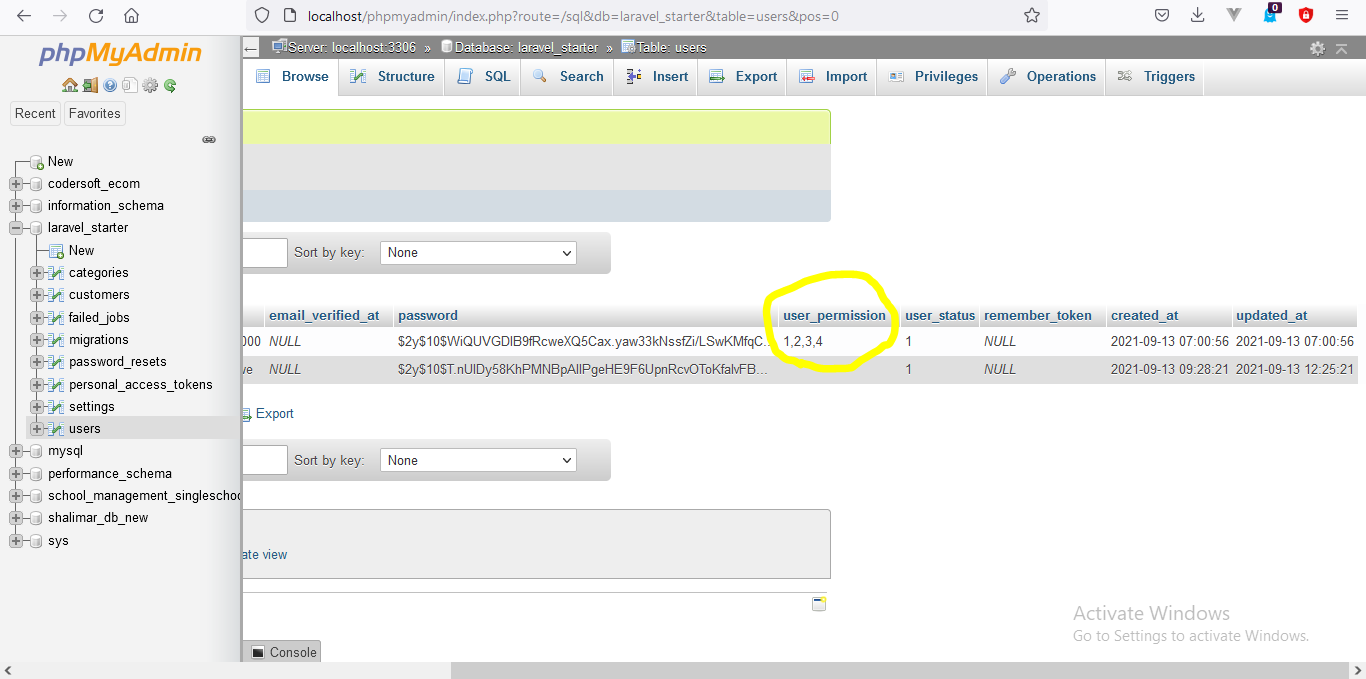 localhost/phpmyadmin/index.php?route=/sql&db=laravel_starter&table=users&pos=0
0
phpMyAdmin
Recent Favorites
New
codersoft_ecom
information_schema
laravel_starter
New
categories
customers
failed_jobs
migrations
password_resets
personal_access_tokens
settings
users
mysql
performance_schema
school_management_singleschoo
shalimar_db_new
sys
Server: localhost:3306 » Database: laravel_starter » Table: users
Browse Structure SQL Search Insert Export Import Privileges Operations Triggers
Sort by key: None
email_verified_at password user_permission user_status remember_token created_at updated_at
000 NULL $2y$10$WiQUVGDlB9fRcweXQ5Cax.yaw33kNssfZi/LSwKMfqC... 1,2,3,4 1 NULL 2021-09-13 07:00:56 2021-09-13 07:00:56
we NULL $2y$10$T.nUlDy58KhPMNBpAllPgeHE9F6UpnRcvOToKfalvFB... 1 NULL 2021-09-13 09:28:21 2021-09-13 12:25:21
Export
Sort by key: None
ate view
Console
Activate Windows
Go to Settings to activate Windows.